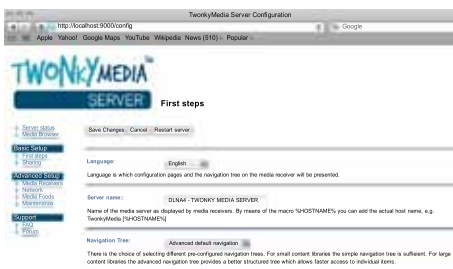 TwonkyMedia Server Configuration
http://localhost:9000/config
Google
Apple Yahoo! Google Maps YouTube Wikipedia News (510) Popular
TWONKYMEDIA™
SERVER
First steps
Server status
Media Browser
Save Changes Cancel Restart server
Basic Setup
First steps
Sharing
Language:
English
Language is which configuration pages and the navigation tree on the media receiver will be presented.
Advanced Setup
Media Receivers
Network
Media Feeds
Maintenance
Server name:
DLNA4 - TWONKY MEDIA SERVER
Name of the media server as displayed by media receivers. By means of the macro %HOSTNAME% you can add the actual host name, e.g.
TwonkyMedia [%HOSTNAME%]
Support
FAQ
Forum
Navigation Tree:
Advanced default navigation
There is the choice of selecting different pre-configured navigation trees. For small content libraries the simple navigation tree is suffieient. For large
content libraries the advanced navigation tree provides a better structured tree which allows faster access to individual items.